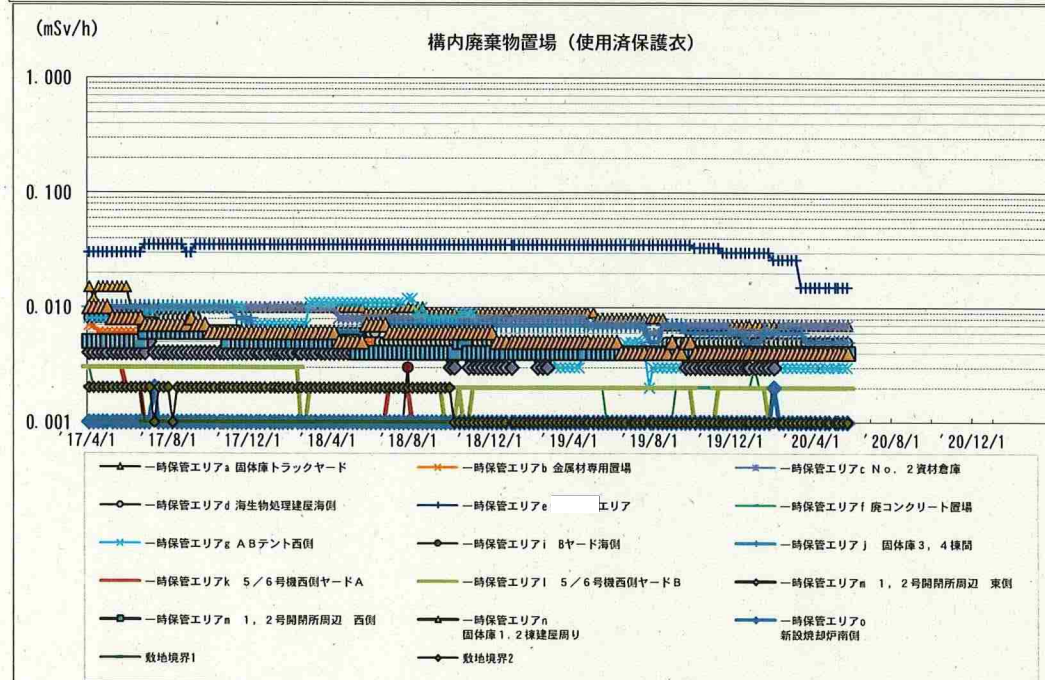 (mSv/h)
構内廃棄物置場（使用済保護衣）
1.000
0.100
0.010
0.001
'17/4/1 '17/8/1 '17/12/1 '18/4/1 '18/8/1 '18/12/1 '19/4/1 '19/8/1 '19/12/1 '20/4/1 '20/8/1 '20/12/1
一時保管エリアa 固体庫トラックヤード
一時保管エリアb 金属材専用置場
一時保管エリアc No．2資材倉庫
一時保管エリアd 海生物処理建屋海側
一時保管エリアe エリア
一時保管エリアf 廃コンクリート置場
一時保管エリアg ABテント西側
一時保管エリアi Bヤード海側
一時保管エリアj 固体庫3，4棟間
一時保管エリアk 5／6号機西側ヤードA
一時保管エリアl 5／6号機西側ヤードB
一時保管エリアm 1，2号開閉所周辺 東側
一時保管エリアm 1，2号開閉所周辺 西側
一時保管エリアn
固体庫1,2棟建屋周り
一時保管エリアo
新設焼却炉南側
敷地境界1
敷地境界2